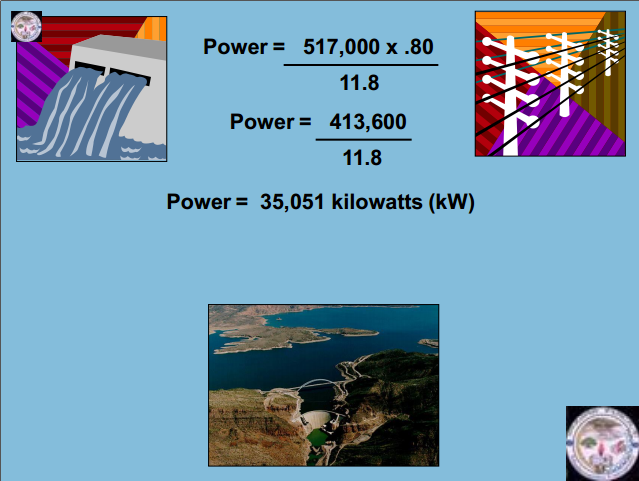 Power = 517,000 x .80
11.8
Power = 413,600
11.8
Power = 35,051 kilowatts (kW)